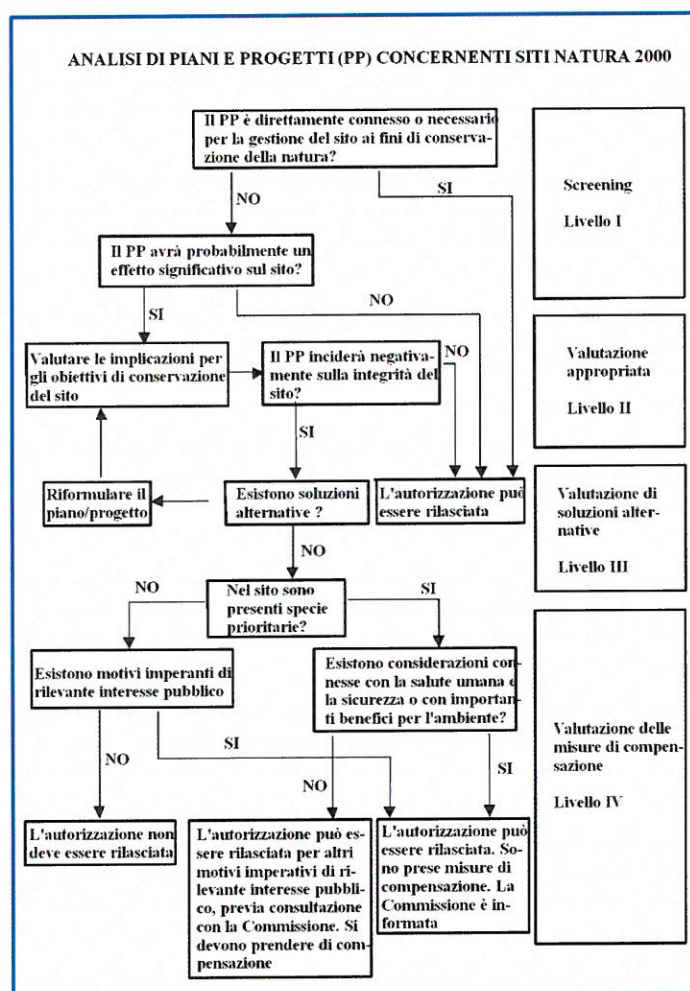 ANALISI DI PIANI E PROGETTI (PP) CONCERNENTI SITI NATURA 2000
Il PP è direttamente connesso o necessario
per la gestione del sito ai fini di conserva-
zione della natura?
NO
SI
Screening
Livello I
Il PP avrà probabilmente un
effetto significativo sul sito?
SI
NO
Valutare le implicazioni per
gli obiettivi di conservazione
del sito
Il PP inciderà negativa-
mente sulla integrità del
sito?
NO
SI
Valutazione
appropriata
Livello II
Riformulare il
piano/progetto
Esistono soluzioni
alternative ?
L'autorizzazione può
essere rilasciata
NO
Valutazione di
soluzioni alter-
native
Livello III
Nel sito sono
presenti specie
prioritarie?
NO
SI
Esistono motivi imperanti di
rilevante interesse pubblico
Esistono considerazioni con-
nesse con la salute umana e
la sicurezza o con importan-
ti benefici per l'ambiente?
NO
SI
NO
SI
Valutazione delle
misure di compen-
sazione
Livello IV
L'autorizzazione non
deve essere rilasciata
L'autorizzazione può es-
sere rilasciata per altri
motivi imperativi di ri-
levante interesse pubbli-
co, previa consultazione
con la Commissione. Si
devono prendere di com-
pensazione
L'autorizzazione può
essere rilasciata. So-
no prese misure di
compensazione. La
Commissione è in-
formata